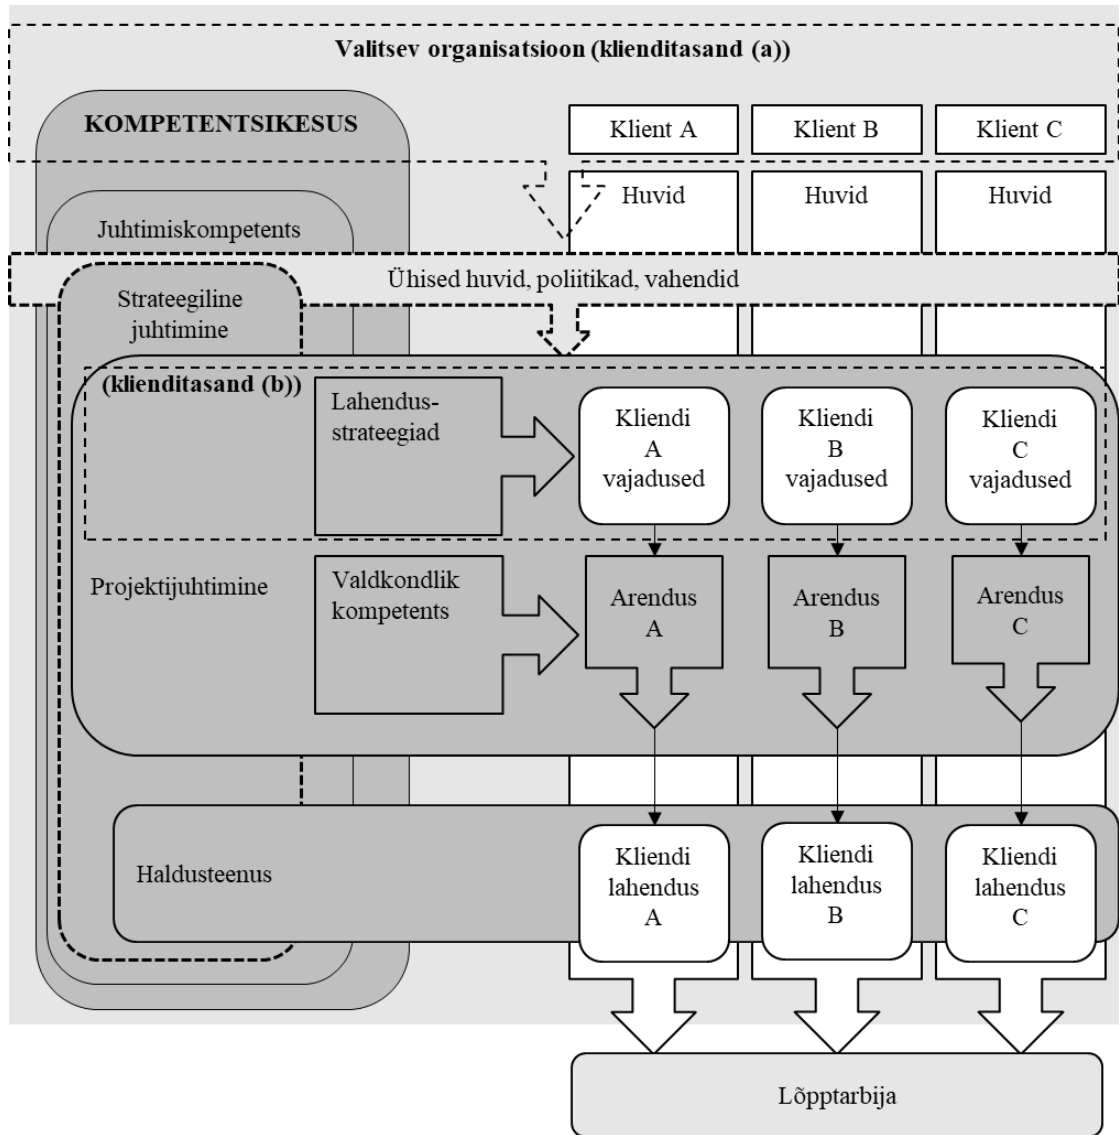 Valitsev organisatsioon (klienditasand (a))
KOMPETENTSIKESUS
Klient A
Klient B
Klient C
Huvid
Huvid
Huvid
Juhtimiskompetents
Ühised huvid, poliitikad, vahendid
Strateegiline
juhtimine
(klienditasand (b))
Lahendus-
strateegiad
Kliendi
A
vajadused
Kliendi
B
vajadused
Kliendi
C
vajadused
Projektijuhtimine
Valdkondlik
kompetents
Arendus
A
Arendus
B
Arendus
C
Haldusteenus
Kliendi
lahendus
A
Kliendi
lahendus
B
Kliendi
lahendus
C
Lõpptarbija